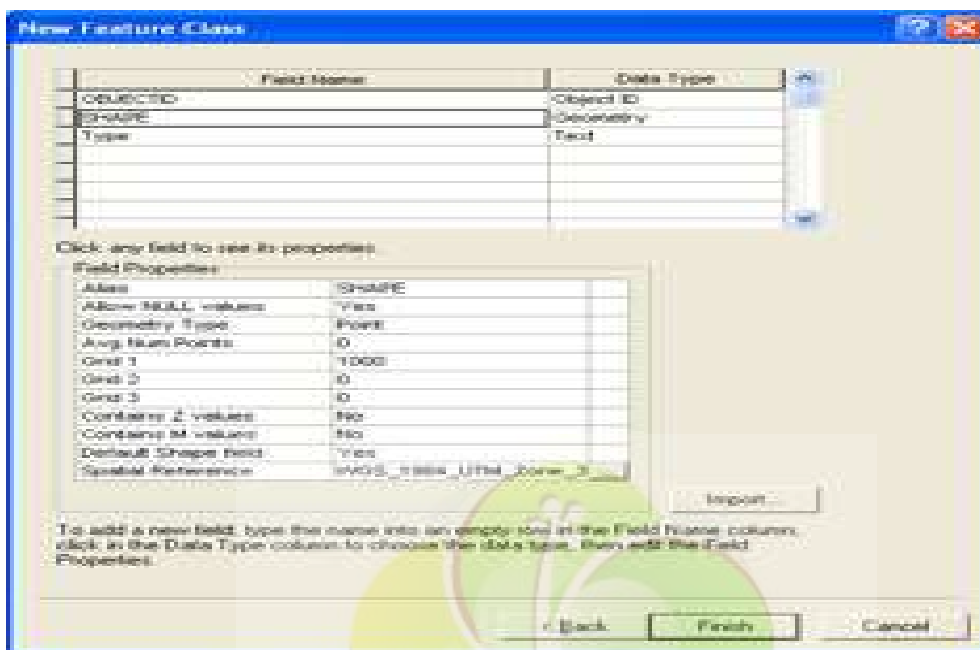 New Feature Class
Field Name Data Type
OBJECTID Object ID
SHAPE Geometry
Type Text
Click any field to see its properties.
Field Properties
Alias SHAPE
Allow NULL values Yes
Geometry Type Point
Avg Num Points 0
Grid 1 1000
Grid 2 0
Grid 3 0
Contains Z values No
Contains M values No
Default Shape field Yes
Spatial Reference WGS_1984_UTM_Zone_3 ...
Import...
To add a new field, type the name into an empty row in the Field Name column,
click in the Data Type column to choose the data type, then edit the Field
Properties.
< Back Finish Cancel